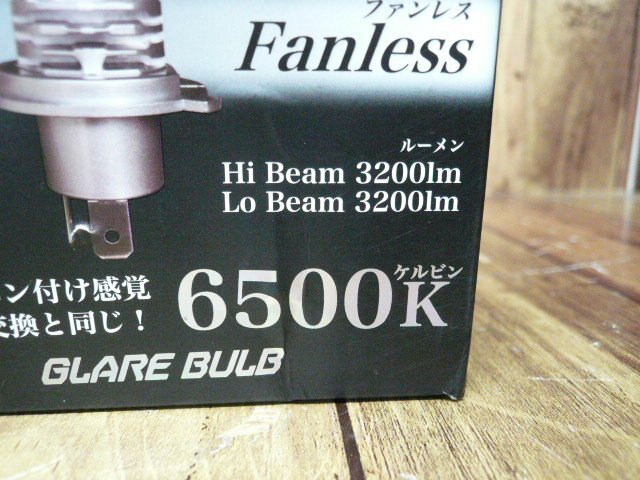 ファンレス
Fanless
ルーメン
Hi Beam 3200lm
Lo Beam 3200lm
ン付け感覚
交換と同じ！
ケルビン
6500K
GLARE BULB